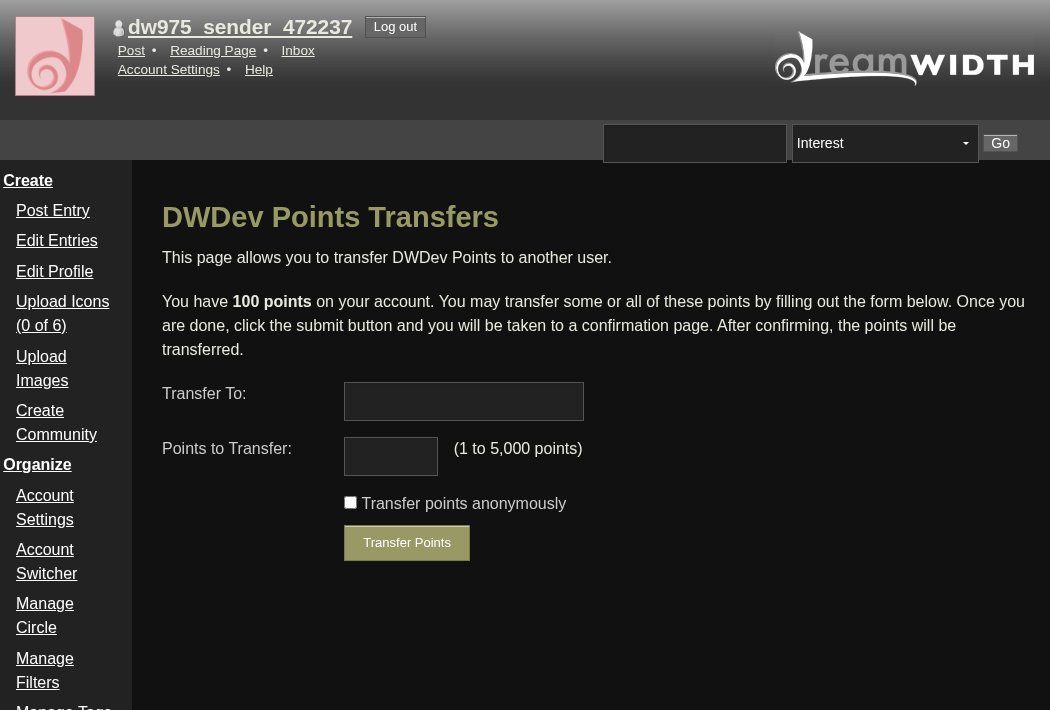 dw975_sender_472237 Log out
Post • Reading Page • Inbox
Account Settings • Help
dreamwidth
Interest Go
Create
Post Entry
Edit Entries
Edit Profile
Upload Icons
(0 of 6)
Upload
Images
Create
Community
Organize
Account
Settings
Account
Switcher
Manage
Circle
Manage
Filters
Manage Tags
DWDev Points Transfers
This page allows you to transfer DWDev Points to another user.
You have 100 points on your account. You may transfer some or all of these points by filling out the form below. Once you
are done, click the submit button and you will be taken to a confirmation page. After confirming, the points will be
transferred.
Transfer To:
Points to Transfer: (1 to 5,000 points)
Transfer points anonymously
Transfer Points